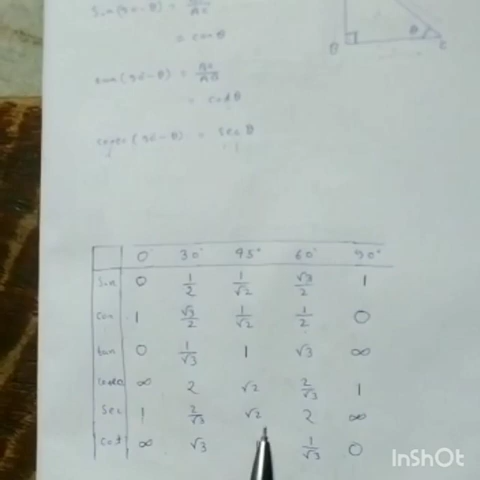 Sin(90-θ) =
= cosθ
tan(90-θ) =
= cotθ
cosec(90-θ) = sec θ
B θ C
0° 30° 45° 60° 90°
Sin 0 1/2 1/√2 √3/2 1
cos 1 √3/2 1/√2 1/2 0
tan 0 1/√3 1 √3 ∞
cosec ∞ 2 √2 2/√3 1
Sec 1 2/√3 √2 2 ∞
cot ∞ √3 1/√3 0
InShOt